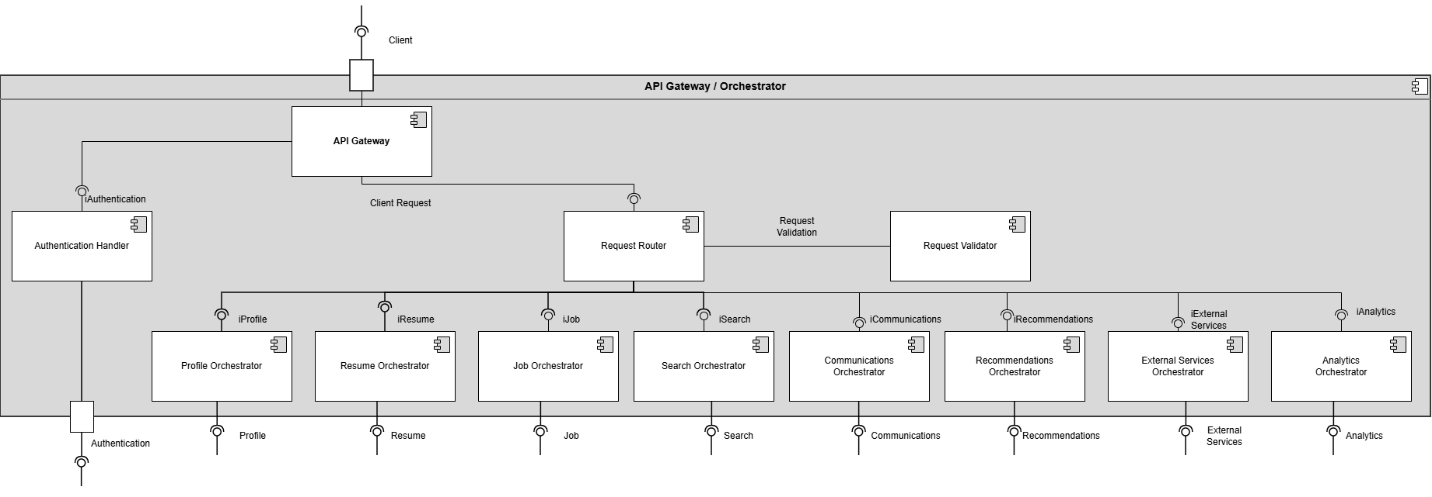 Client
API Gateway / Orchestrator
API Gateway
iAuthentication
Client Request
Authentication Handler
Request Router
Request
Validation
Request Validator
iProfile
iResume
iJob
iSearch
iCommunications
iRecommendations
iExternal
Services
iAnalytics
Profile Orchestrator
Resume Orchestrator
Job Orchestrator
Search Orchestrator
Communications
Orchestrator
Recommendations
Orchestrator
External Services
Orchestrator
Analytics
Orchestrator
Authentication
Profile
Resume
Job
Search
Communications
Recommendations
External
Services
Analytics